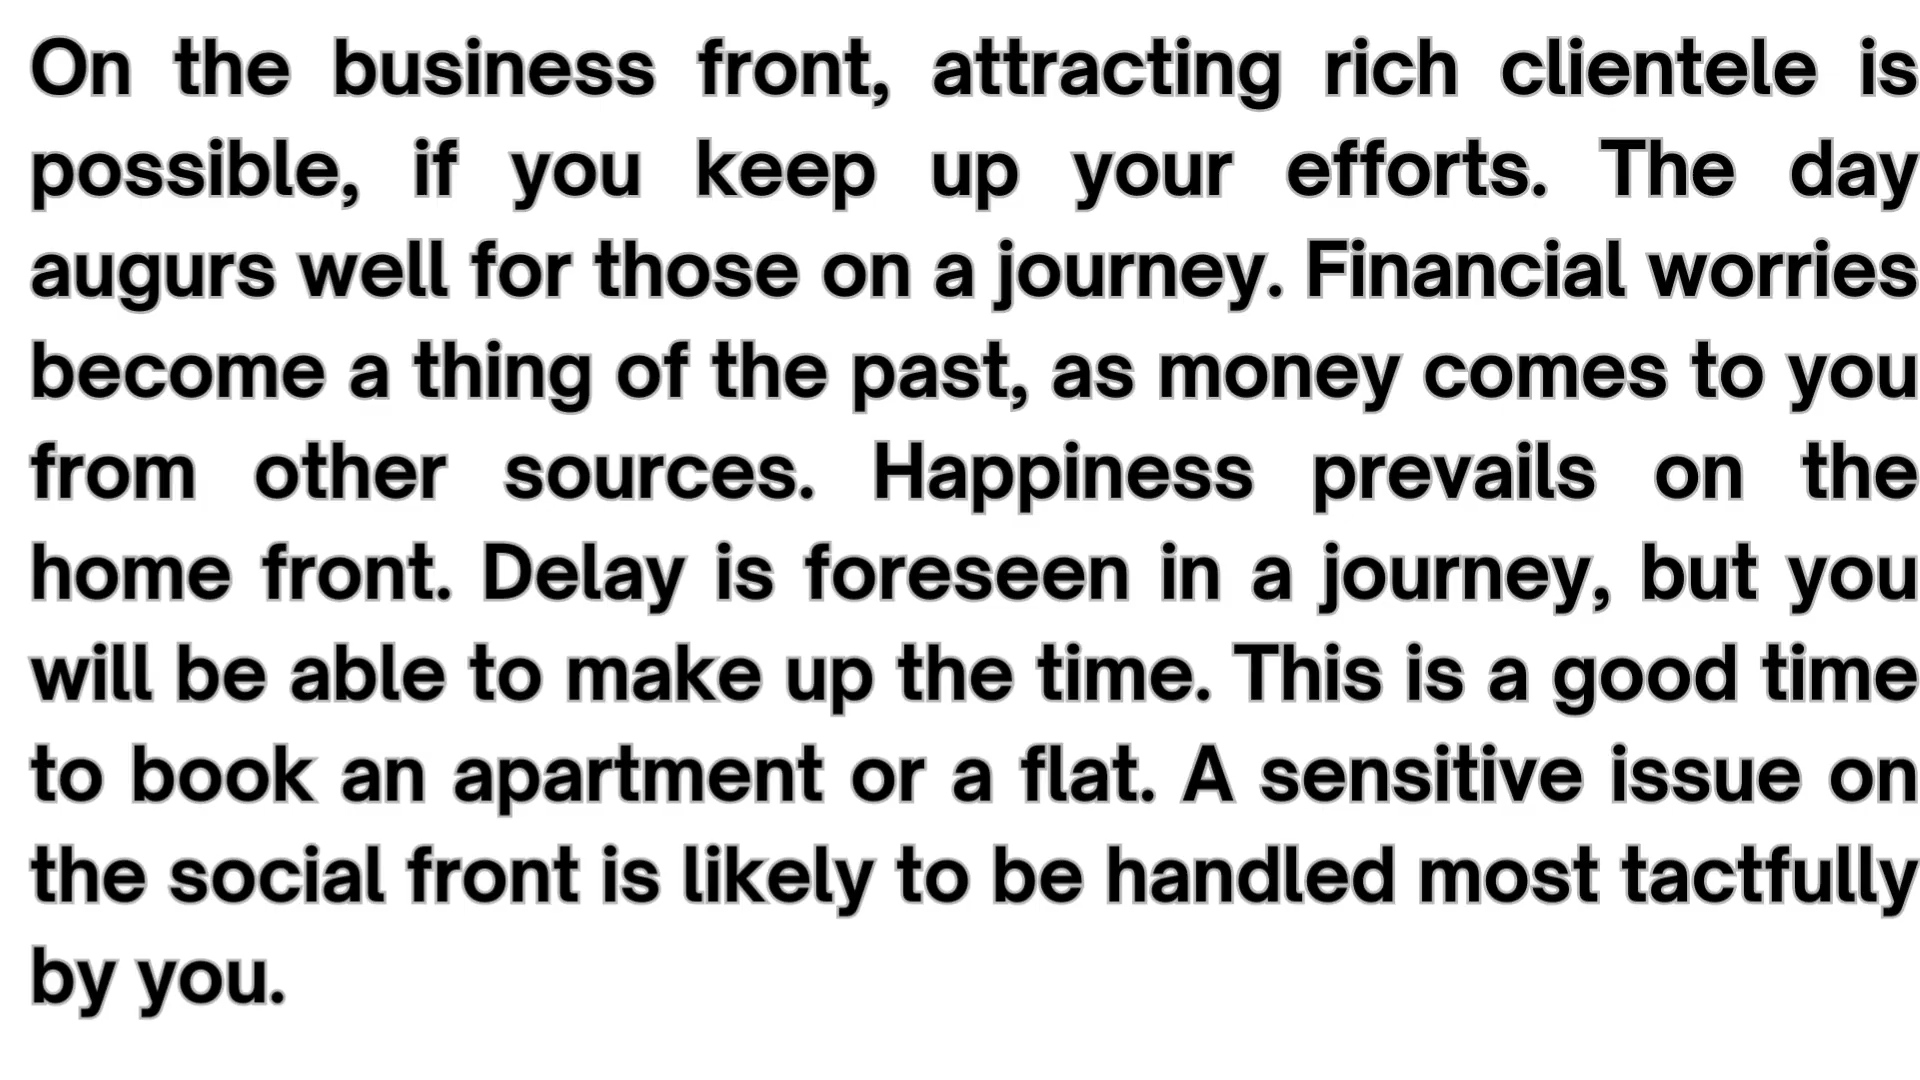 On the business front, attracting rich clientele is
possible, if you keep up your efforts. The day
augurs well for those on a journey. Financial worries
become a thing of the past, as money comes to you
from other sources. Happiness prevails on the
home front. Delay is foreseen in a journey, but you
will be able to make up the time. This is a good time
to book an apartment or a flat. A sensitive issue on
the social front is likely to be handled most tactfully
by you.